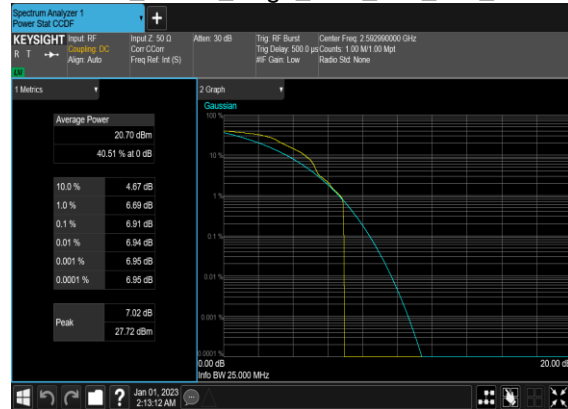 Spectrum Analyzer 1
Power Stat CCDF
+
KEYSIGHT
R T
LXI
Input: RF
Coupling: DC
Align: Auto
Input Z: 50 Ω
Corr CCorr
Freq Ref: Int (S)
Atten: 30 dB
Trig: RF Burst
Trig Delay: 500.0 µs
#IF Gain: Low
Center Freq: 2.592990000 GHz
Counts: 1.00 M/1.00 Mpt
Radio Std: None
1 Metrics
Average Power
20.70 dBm
40.51 % at 0 dB
10.0 % 4.67 dB
1.0 % 6.69 dB
0.1 % 6.91 dB
0.01 % 6.94 dB
0.001 % 6.95 dB
0.0001 % 6.95 dB
Peak
7.02 dB
27.72 dBm
2 Graph
Gaussian
100 %
10 %
1 %
0.1 %
0.01 %
0.001 %
0.0001 %
0.00 dB
20.00 dB
Info BW 25.000 MHz
?
Jan 01, 2023
2:13:12 AM